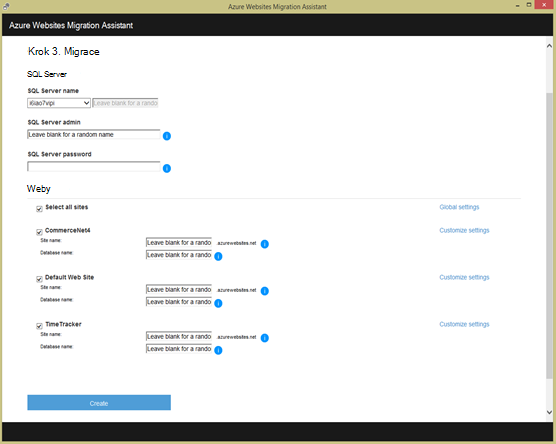 Azure Websites Migration Assistant
Azure Websites Migration Assistant
Krok 3. Migrace
SQL Server
SQL Server name
i6iao7vipi Leave blank for a rando
SQL Server admin
Leave blank for a random name
SQL Server password
Weby
Select all sites Global settings
CommerceNet4 Customize settings
Site name: Leave blank for a rando .azurewebsites.net
Database name: Leave blank for a rando
Default Web Site Customize settings
Site name: Leave blank for a rando .azurewebsites.net
Database name: Leave blank for a rando
TimeTracker Customize settings
Site name: Leave blank for a rando .azurewebsites.net
Database name: Leave blank for a rando
Create